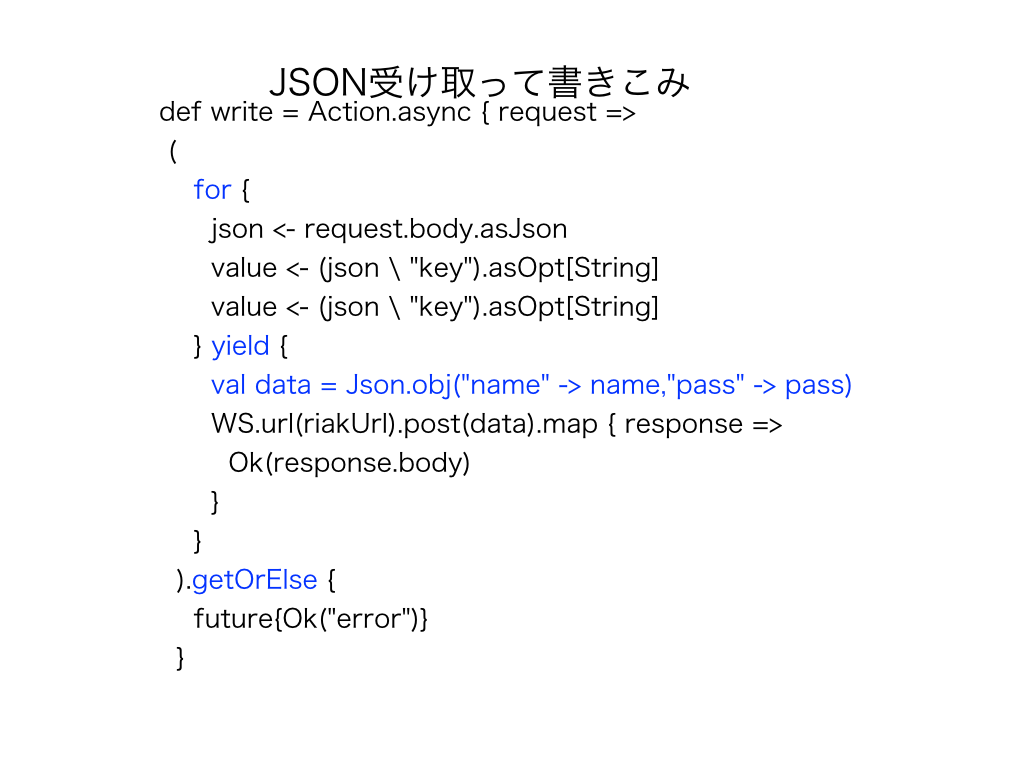 JSON受け取って書きこみ
def write = Action.async { request =>
(
for {
json <- request.body.asJson
value <- (json \ "key").asOpt[String]
value <- (json \ "key").asOpt[String]
} yield {
val data = Json.obj("name" -> name,"pass" -> pass)
WS.url(riakUrl).post(data).map { response =>
Ok(response.body)
}
}
).getOrElse {
future{Ok("error")}
}